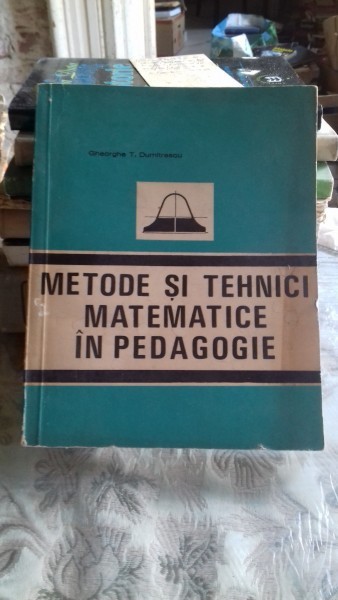 Gheorghe T. Dumitrescu
METODE ȘI TEHNICI
MATEMATICE
ÎN PEDAGOGIE